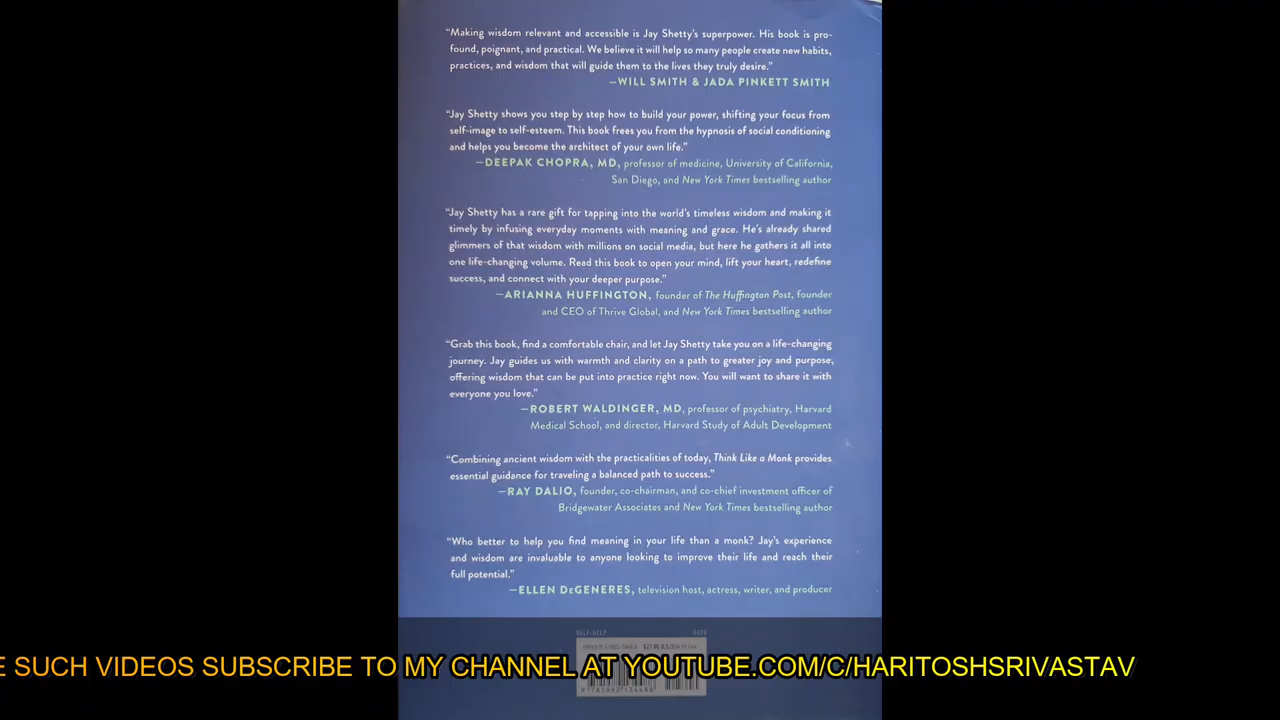 “Making wisdom relevant and accessible is Jay Shetty’s superpower. His book is pro-
found, poignant, and practical. We believe it will help so many people create new habits,
practices, and wisdom that will guide them to the lives they truly desire.”
—WILL SMITH & JADA PINKETT SMITH
“Jay Shetty shows you step by step how to build your power, shifting your focus from
self-image to self-esteem. This book frees you from the hypnosis of social conditioning
and helps you become the architect of your own life.”
—DEEPAK CHOPRA, MD, professor of medicine, University of California,
San Diego, and New York Times bestselling author
“Jay Shetty has a rare gift for tapping into the world’s timeless wisdom and making it
timely by infusing everyday moments with meaning and grace. He’s already shared
glimmers of that wisdom with millions on social media, but here he gathers it all into
one life-changing volume. Read this book to open your mind, lift your heart, redefine
success, and connect with your deeper purpose.”
—ARIANNA HUFFINGTON, founder of The Huffington Post, founder
and CEO of Thrive Global, and New York Times bestselling author
“Grab this book, find a comfortable chair, and let Jay Shetty take you on a life-changing
journey. Jay guides us with warmth and clarity on a path to greater joy and purpose,
offering wisdom that can be put into practice right now. You will want to share it with
everyone you love.”
—ROBERT WALDINGER, MD, professor of psychiatry, Harvard
Medical School, and director, Harvard Study of Adult Development
“Combining ancient wisdom with the practicalities of today, Think Like a Monk provides
essential guidance for traveling a balanced path to success.”
—RAY DALIO, founder, co-chairman, and co-chief investment officer of
Bridgewater Associates and New York Times bestselling author
“Who better to help you find meaning in your life than a monk? Jay’s experience
and wisdom are invaluable to anyone looking to improve their life and reach their
full potential.”
—ELLEN DEGENERES, television host, actress, writer, and producer
SELF-HELP
E SUCH VIDEOS SUBSCRIBE TO MY CHANNEL AT YOUTUBE.COM/C/HARITOSHSRIVASTAV